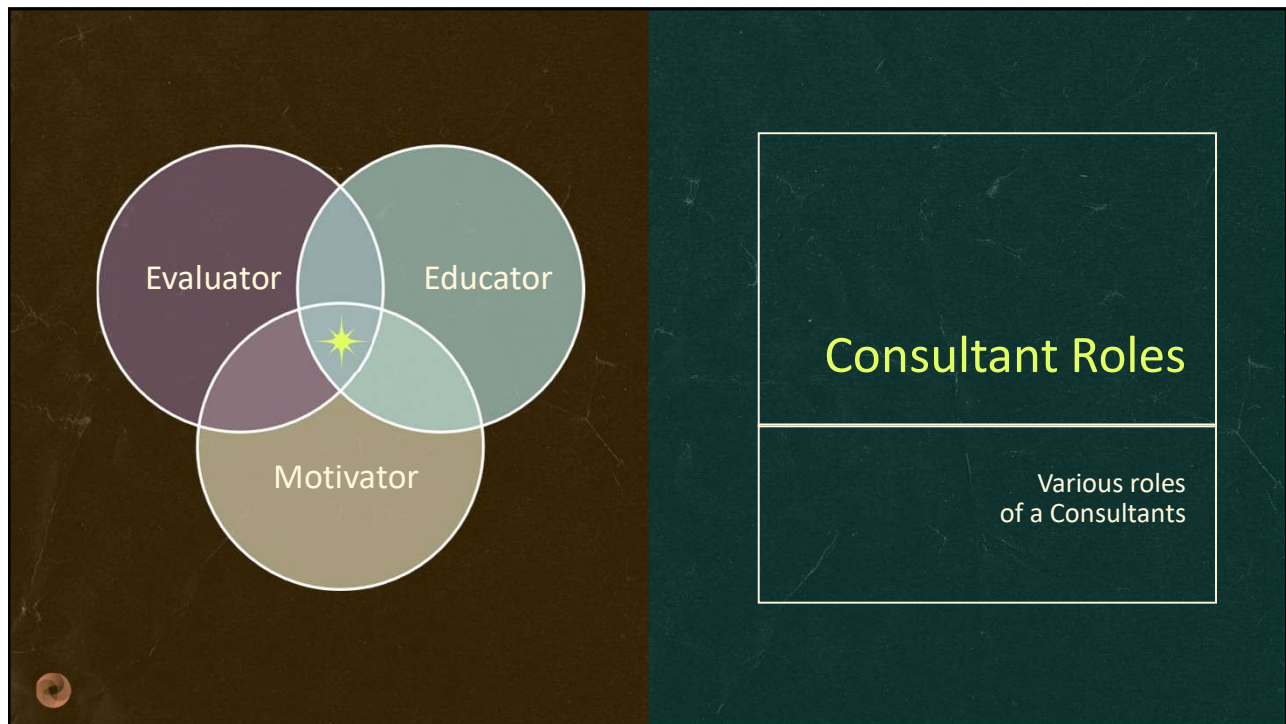 Evaluator
Educator
Motivator
Consultant Roles
Various roles
of a Consultants